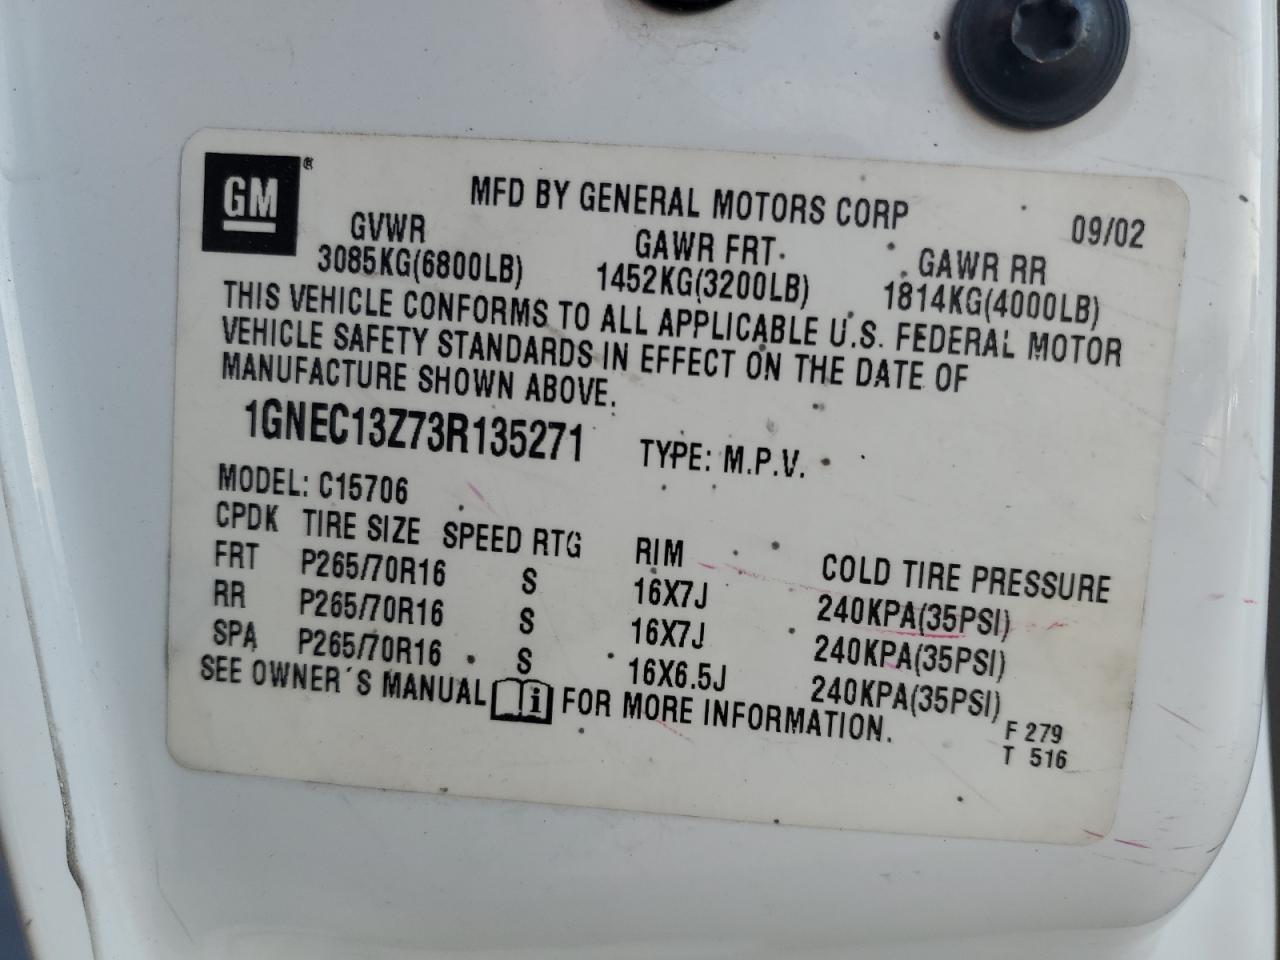 GM®
MFD BY GENERAL MOTORS CORP 09/02
GVWR GAWR FRT GAWR RR
3085KG(6800LB) 1452KG(3200LB) 1814KG(4000LB)
THIS VEHICLE CONFORMS TO ALL APPLICABLE U.S. FEDERAL MOTOR
VEHICLE SAFETY STANDARDS IN EFFECT ON THE DATE OF
MANUFACTURE SHOWN ABOVE.
1GNEC13Z73R135271 TYPE: M.P.V.
MODEL: C15706
CPDK TIRE SIZE SPEED RTG RIM COLD TIRE PRESSURE
FRT P265/70R16 S 16X7J 240KPA(35PSI)
RR P265/70R16 S 16X7J 240KPA(35PSI)
SPA P265/70R16 S 16X6.5J 240KPA(35PSI)
SEE OWNER´S MANUAL i FOR MORE INFORMATION.
F 279
T 516